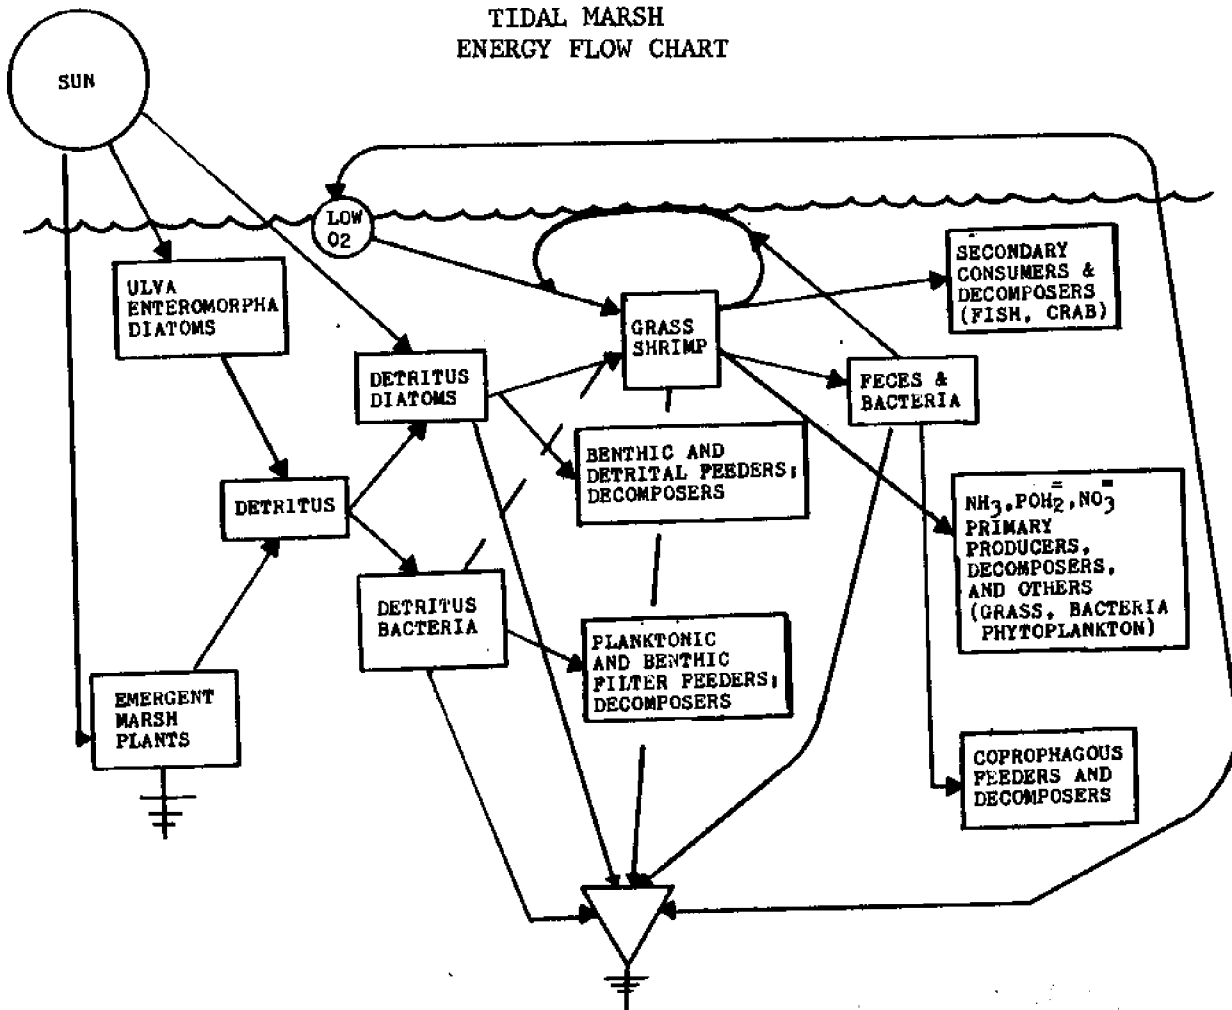 TIDAL MARSH
ENERGY FLOW CHART
SUN
LOW
O2
ULVA
ENTEROMORPHA
DIATOMS
GRASS
SHRIMP
SECONDARY
CONSUMERS &
DECOMPOSERS
(FISH, CRAB)
DETRITUS
DIATOMS
FECES &
BACTERIA
BENTHIC AND
DETRITAL FEEDERS;
DECOMPOSERS
DETRITUS
NH3, POH2=, NO3=
PRIMARY
PRODUCERS,
DECOMPOSERS,
AND OTHERS
(GRASS, BACTERIA
PHYTOPLANKTON)
DETRITUS
BACTERIA
PLANKTONIC
AND BENTHIC
FILTER FEEDERS;
DECOMPOSERS
EMERGENT
MARSH
PLANTS
COPROPHAGOUS
FEEDERS AND
DECOMPOSERS